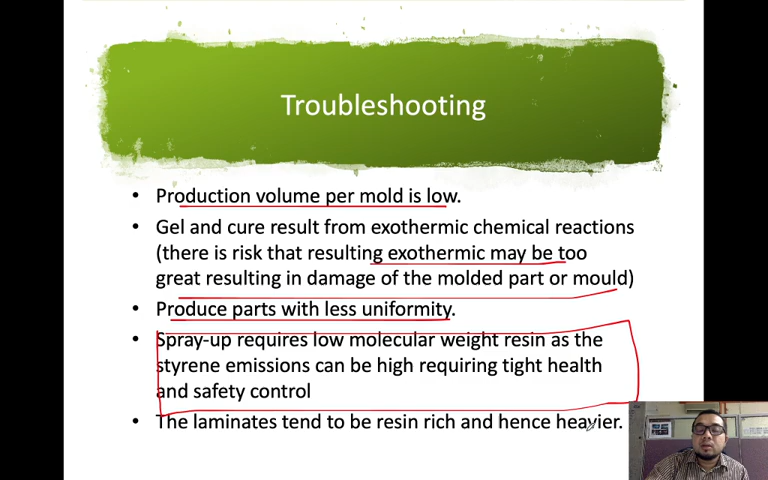 Troubleshooting
• Production volume per mold is low.
• Gel and cure result from exothermic chemical reactions
(there is risk that resulting exothermic may be too
great resulting in damage of the molded part or mould)
• Produce parts with less uniformity.
• Spray-up requires low molecular weight resin as the
styrene emissions can be high requiring tight health
and safety control
• The laminates tend to be resin rich and hence heavier.